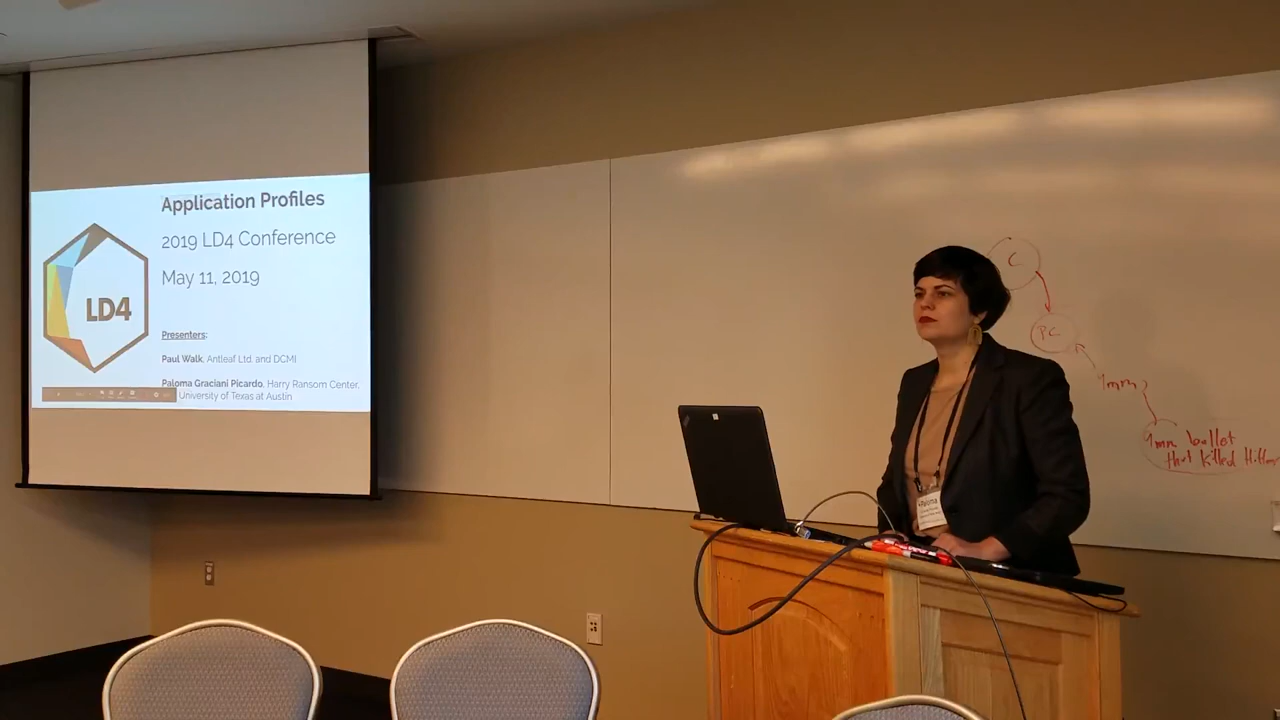 Application Profiles
2019 LD4 Conference
May 11, 2019
LD4
Presenters:
Paul Walk, Antleaf Ltd. and DCMI
Paloma Graciani Picardo, Harry Ransom Center,
University of Texas at Austin
C
PC
9mm
9mm bullet
that killed
Paloma